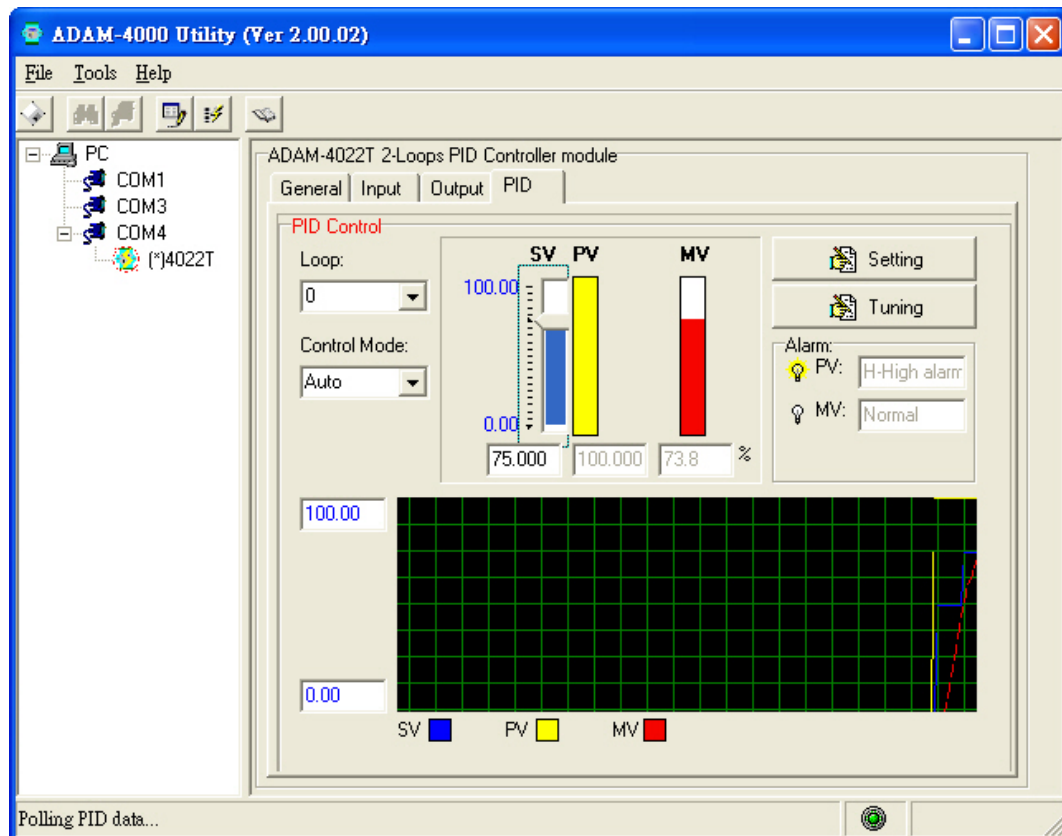 ADAM-4000 Utility (Ver 2.00.02)
File Tools Help
PC
COM1
COM3
COM4
(*)4022T
ADAM-4022T 2-Loops PID Controller module
General Input Output PID
PID Control
Loop:
0
Control Mode:
Auto
SV PV MV
100.00
0.00
75.000 100.000 73.8 %
Setting
Tuning
Alarm:
PV: H-High alarm
MV: Normal
100.00
0.00
SV PV MV
Polling PID data...